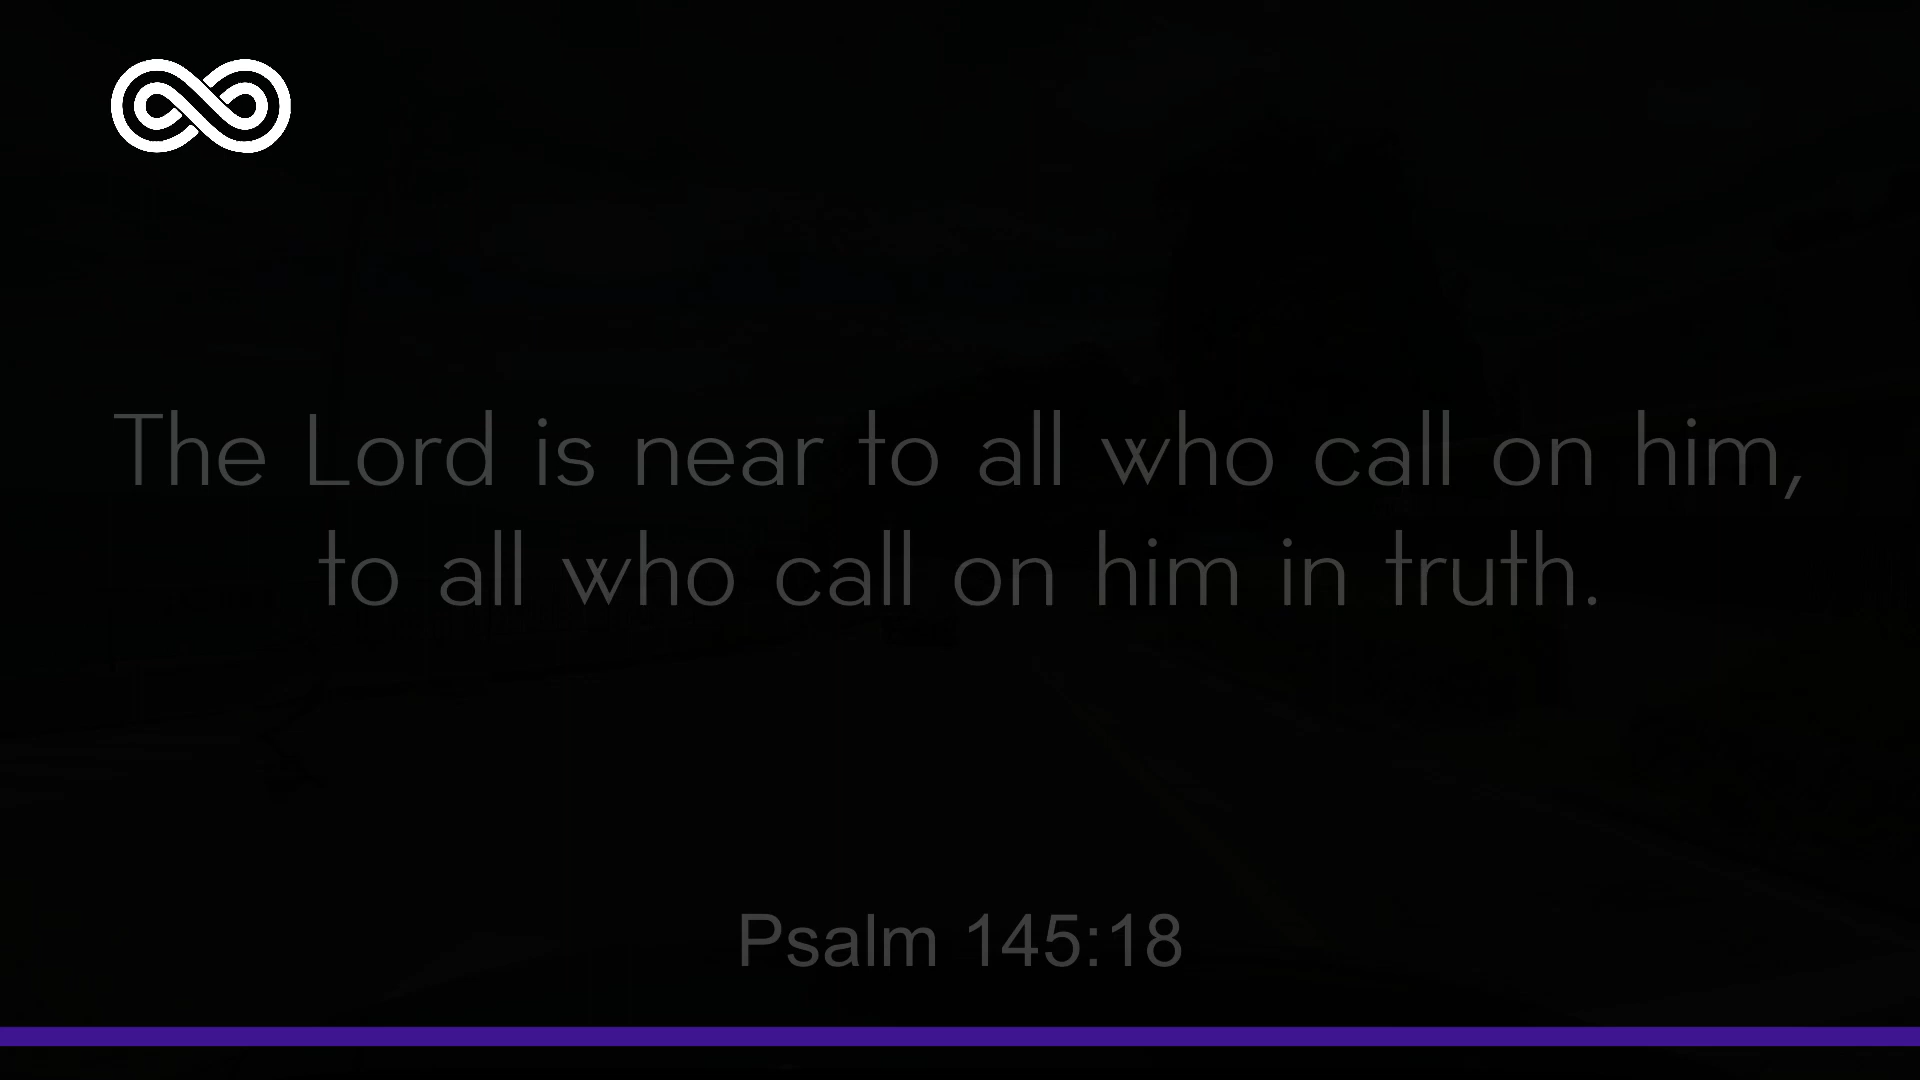 The Lord is near to all who call on him,
to all who call on him in truth.
Psalm 145:18